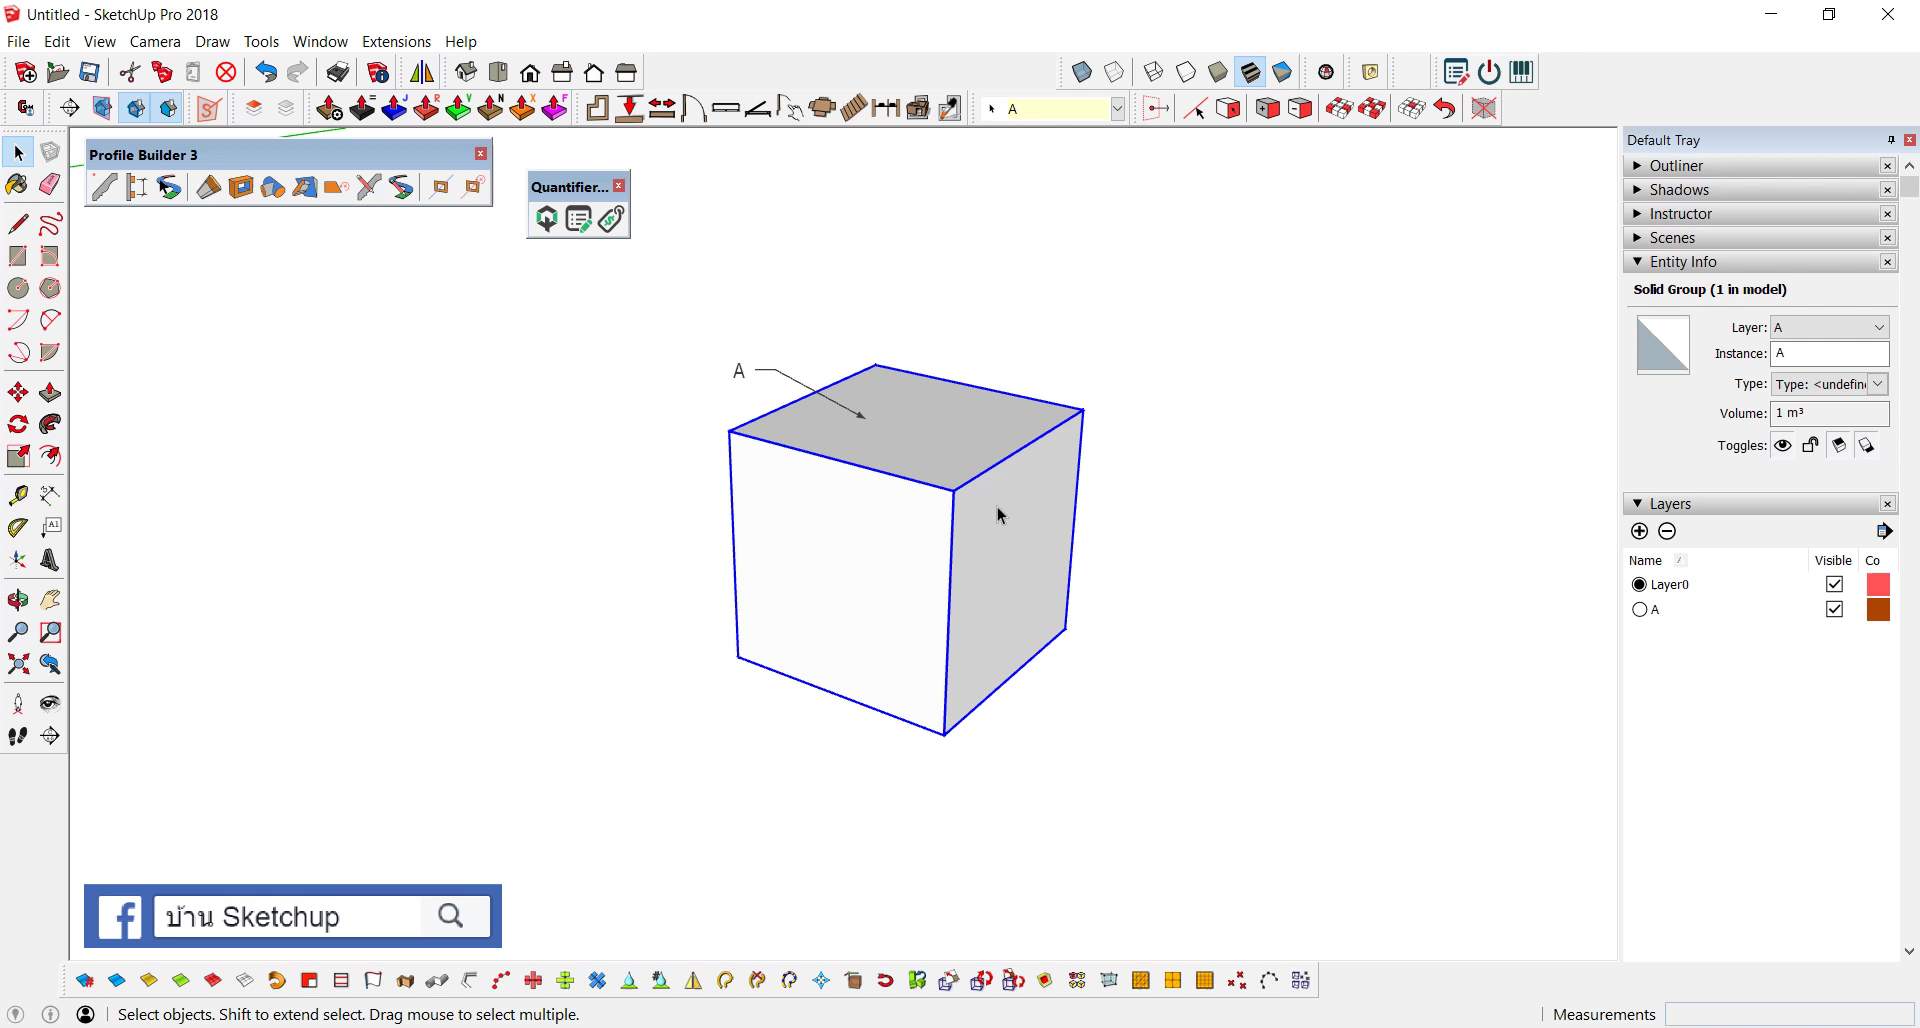 Untitled - SketchUp Pro 2018
File Edit View Camera Draw Tools Window Extensions Help
A
Profile Builder 3
Quantifier...
Default Tray
Outliner
Shadows
Instructor
Scenes
Entity Info
Solid Group (1 in model)
Layer: A
Instance: A
Type: Type: <undefin
Volume: 1 m³
Toggles:
Layers
Name Visible Co
Layer0
A
A
A1
บ้าน Sketchup
Select objects. Shift to extend select. Drag mouse to select multiple.
Measurements